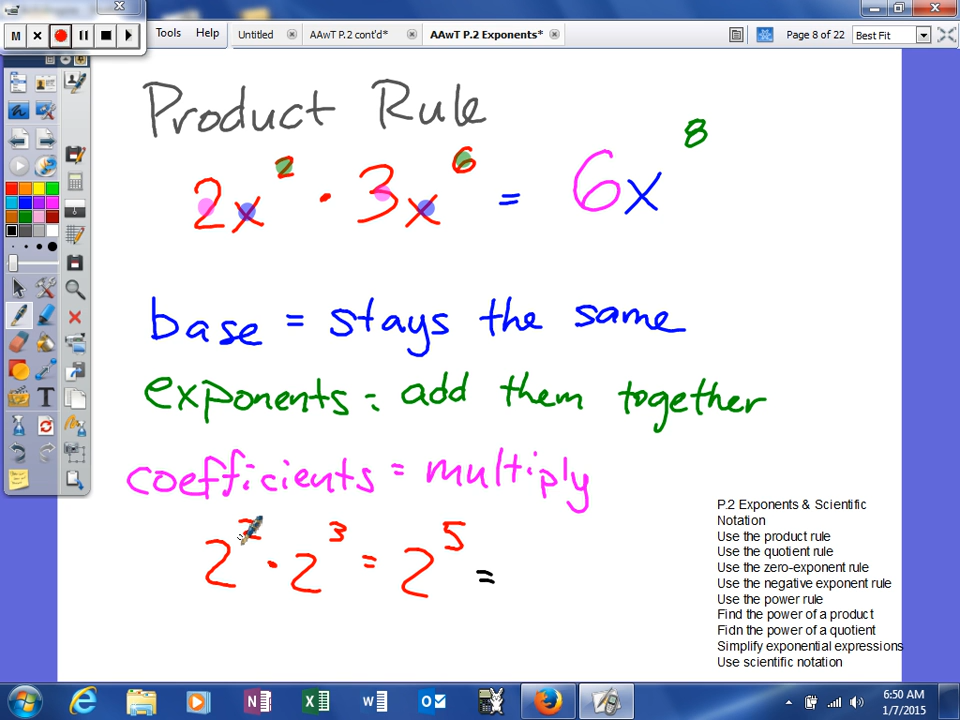 M
Tools Help Untitled AAwT P.2 cont'd* AAwT P.2 Exponents* Page 8 of 22 Best Fit
Product Rule
2x² · 3x⁶ = 6x⁸
base = stays the same
exponents = add them together
coefficients = multiply
2² · 2³ = 2⁵ =
P.2 Exponents & Scientific
Notation
Use the product rule
Use the quotient rule
Use the zero-exponent rule
Use the negative exponent rule
Use the power rule
Find the power of a product
Fidn the power of a quotient
Simplify exponential expressions
Use scientific notation
6:50 AM
1/7/2015